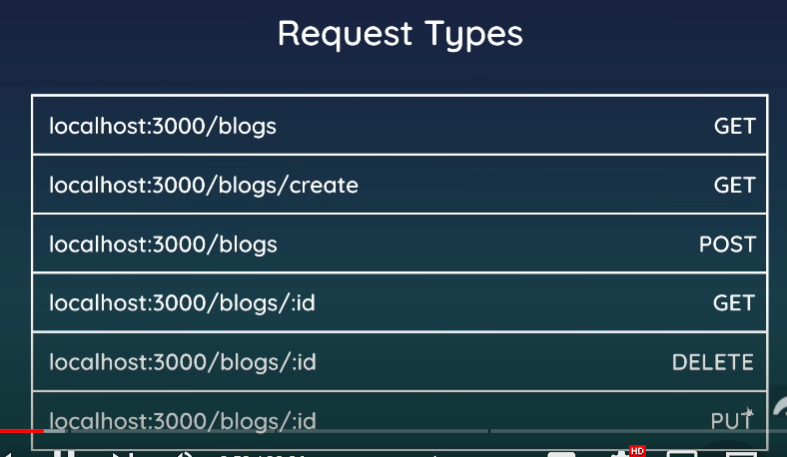 Request Types
localhost:3000/blogs GET
localhost:3000/blogs/create GET
localhost:3000/blogs POST
localhost:3000/blogs/:id GET
localhost:3000/blogs/:id DELETE
localhost:3000/blogs/:id PUT
HD